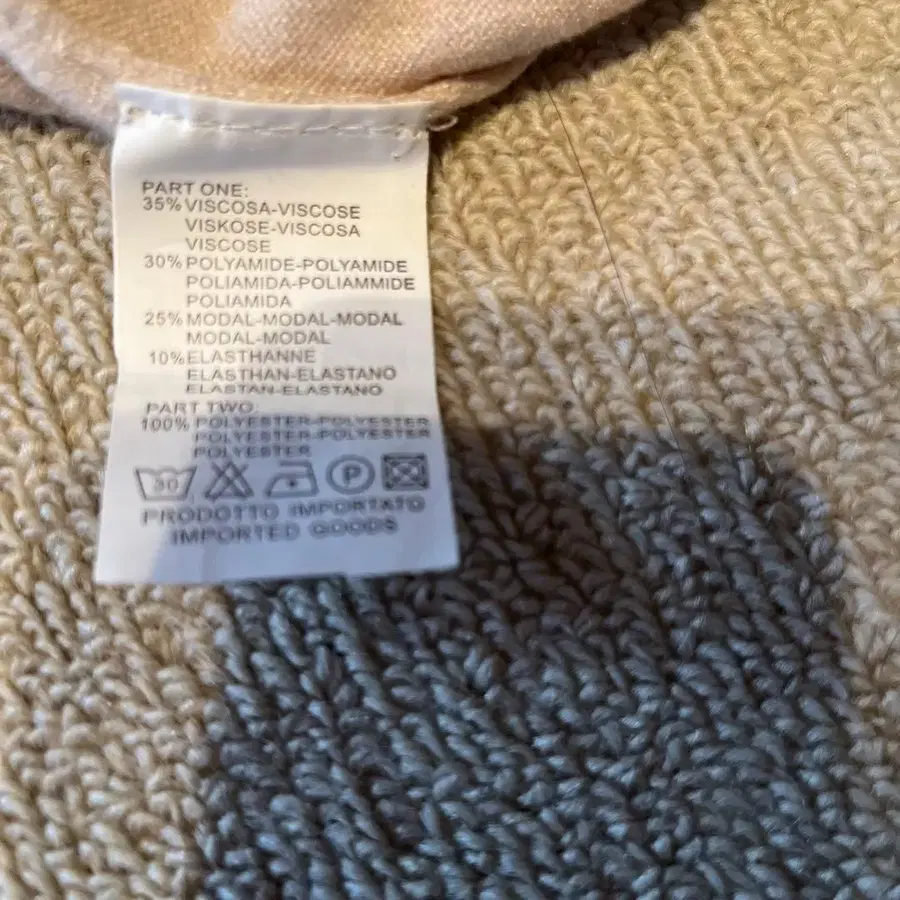 PART ONE:
35% VISCOSA-VISCOSE
VISKOSE-VISCOSA
VISCOSE
30% POLYAMIDE-POLYAMIDE
POLIAMIDA-POLIAMMIDE
POLIAMIDA
25% MODAL-MODAL-MODAL
MODAL-MODAL
10% ELASTHANNE
ELASTHAN-ELASTANO
ELASTAN-ELASTANO
PART TWO:
100% POLYESTER-POLYESTER
POLYESTER-POLYESTER
POLYESTER
30 P
PRODOTTO IMPORTATO
IMPORTED GOODS